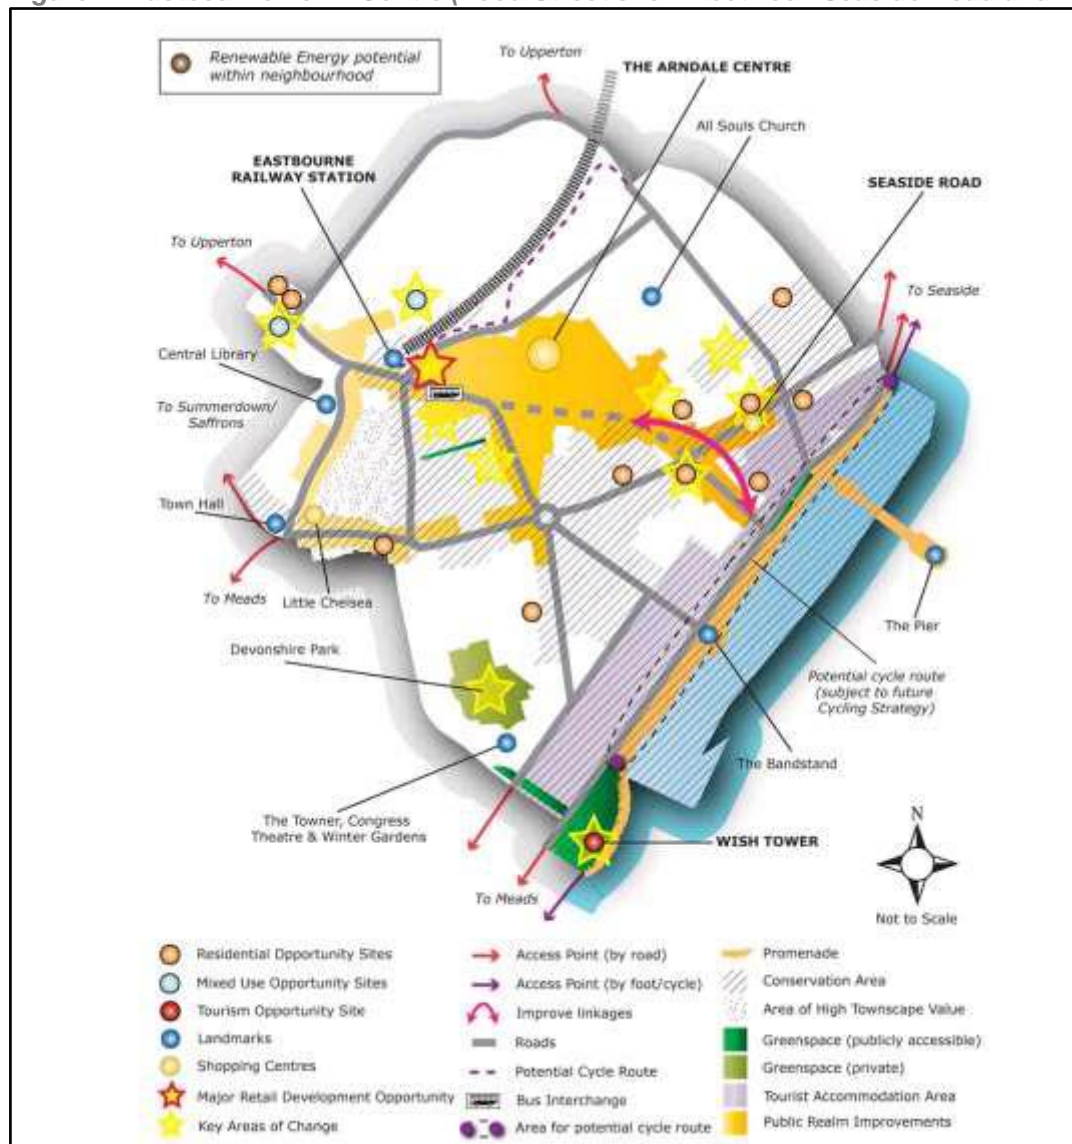 Renewable Energy potential
within neighbourhood
To Upperton
THE ARNDALE CENTRE
All Souls Church
EASTBOURNE
RAILWAY STATION
SEASIDE ROAD
To Upperton
To Seaside
Central Library
To Summerdown/
Saffrons
Town Hall
To Meads
Little Chelsea
The Pier
Devonshire Park
Potential cycle route
(subject to future
Cycling Strategy)
The Bandstand
The Towner, Congress
Theatre & Winter Gardens
WISH TOWER
N
To Meads
Not to Scale
Residential Opportunity Sites
Mixed Use Opportunity Sites
Tourism Opportunity Site
Landmarks
Shopping Centres
Major Retail Development Opportunity
Key Areas of Change
Access Point (by road)
Access Point (by foot/cycle)
Improve linkages
Roads
Potential Cycle Route
Bus Interchange
Area for potential cycle route
Promenade
Conservation Area
Area of High Townscape Value
Greenspace (publicly accessible)
Greenspace (private)
Tourist Accommodation Area
Public Realm Improvements